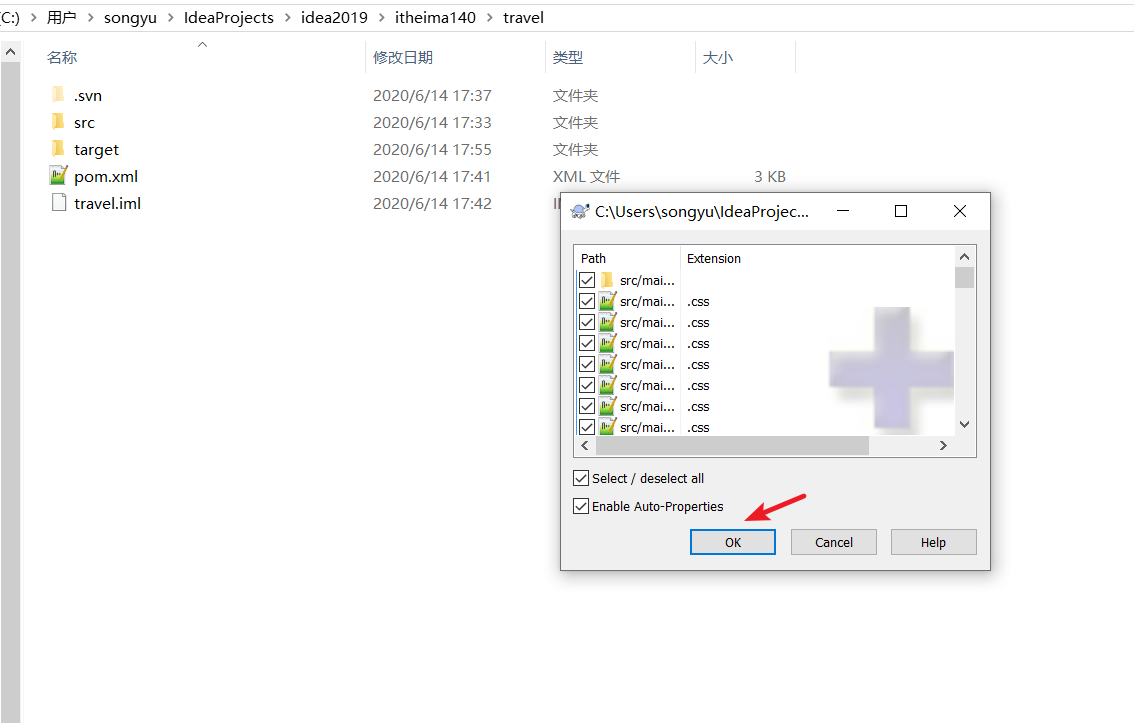 (C:) > 用户 > songyu > IdeaProjects > idea2019 > itheima140 > travel
名称 修改日期 类型 大小
.svn 2020/6/14 17:37 文件夹
src 2020/6/14 17:33 文件夹
target 2020/6/14 17:55 文件夹
pom.xml 2020/6/14 17:41 XML 文件 3 KB
travel.iml 2020/6/14 17:42
C:\Users\songyu\IdeaProjec...
Path Extension
src/mai...
src/mai... .css
src/mai... .css
src/mai... .css
src/mai... .css
src/mai... .css
src/mai... .css
src/mai... .css
Select / deselect all
Enable Auto-Properties
OK Cancel Help